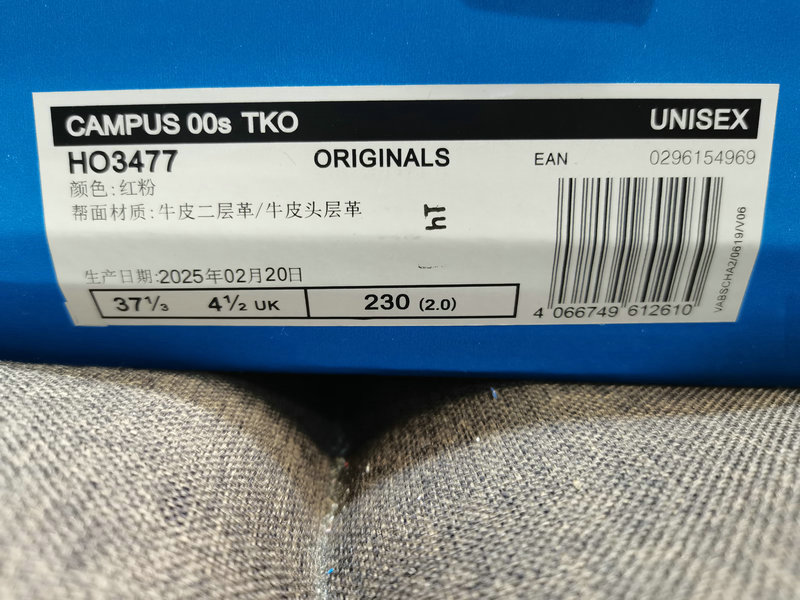 CAMPUS 00s TKO UNISEX
HO3477 ORIGINALS EAN 0296154969
颜色:红粉
帮面材质:牛皮二层革/牛皮头层革
hT
生产日期:2025年02月20日
37⅓ 4½ UK 230 (2.0)
4 066749 612610
VABSCHA2/0619/V06